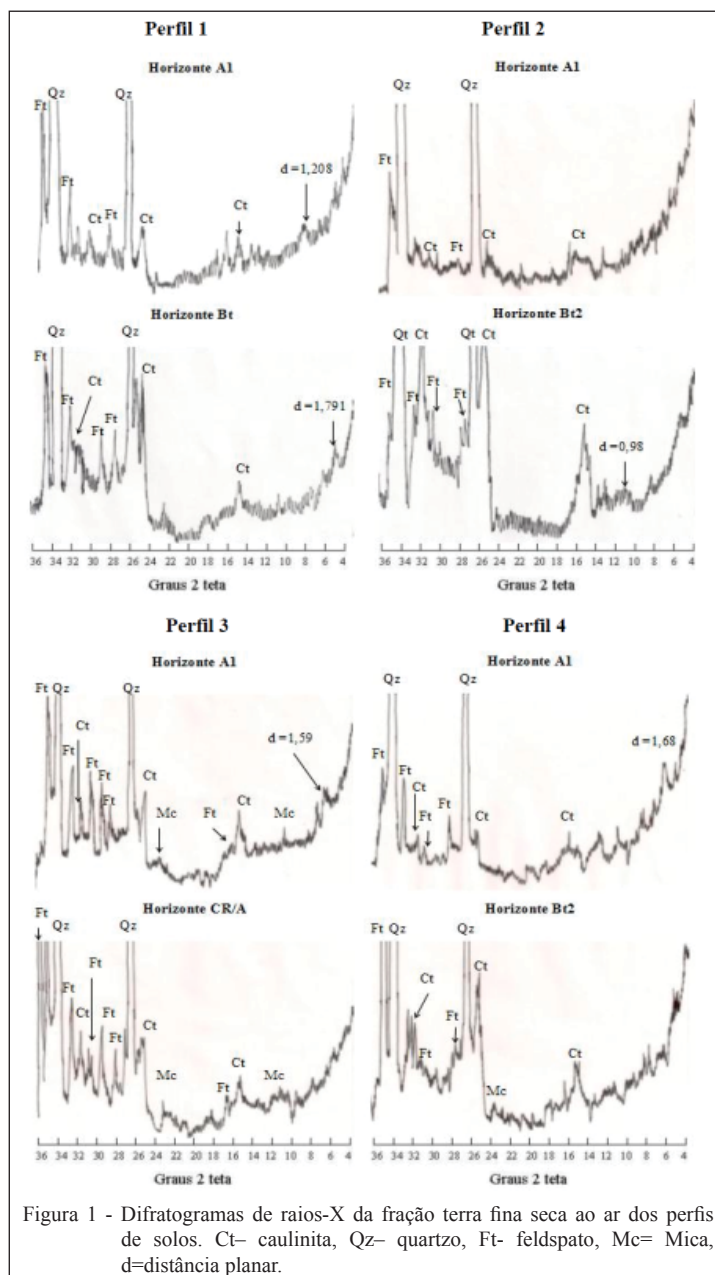 Perfil 1
Perfil 2
Horizonte A1
Horizonte A1
Ft
Qz
Ft
Ct
Ft
Qz
Ct
Ct
d=1,208
Qz
Ft
Ct
Ft
Qz
Ct
Ct
Horizonte Bt
Horizonte Bt2
Ft
Qz
Ft
Ct
Ft
Ft
Qz
Ct
Ct
d=1,791
Qt
Ct
Ft
Ft
Ft
Ft
Qt
Ct
Ct
d=0,98
36 34 32 30 28 26 24 22 20 18 16 14 12 10 8 6 4
36 34 32 30 28 26 24 22 20 18 16 14 12 10 8 6 4
Graus 2 teta
Graus 2 teta
Perfil 3
Perfil 4
Horizonte A1
Horizonte A1
Ft
Qz
Ft
Ct
Ft
Ft
Ft
Qz
Ct
Mc
Ft
Ct
Mc
d=1,59
Ft
Qz
Ft
Ct
Ft
Ft
Qz
Ct
Ct
d=1,68
Horizonte CR/A
Horizonte Bt2
Ft
Qz
Ft
Ct
Ft
Ft
Ft
Qz
Ct
Mc
Ft
Ct
Mc
Ft
Qz
Ct
Ft
Ft
Qz
Ct
Mc
Ct
36 34 32 30 28 26 24 22 20 18 16 14 12 10 8 6 4
36 34 32 30 28 26 24 22 20 18 16 14 12 10 8 6 4
Graus 2 teta
Graus 2 teta
Figura 1 - Difratogramas de raios-X da fração terra fina seca ao ar dos perfis
de solos. Ct– caulinita, Qz– quartzo, Ft- feldspato, Mc= Mica,
d=distância planar.